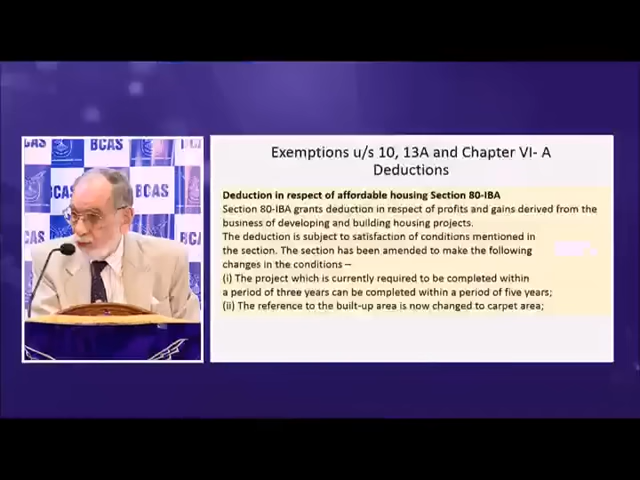 BCAS
BCAS
BCAS
BCAS
Exemptions u/s 10, 13A and Chapter VI- A
Deductions
Deduction in respect of affordable housing Section 80-IBA
Section 80-IBA grants deduction in respect of profits and gains derived from the
business of developing and building housing projects.
The deduction is subject to satisfaction of conditions mentioned in
the section. The section has been amended to make the following
changes in the conditions –
(i) The project which is currently required to be completed within
a period of three years can be completed within a period of five years;
(ii) The reference to the built-up area is now changed to carpet area;